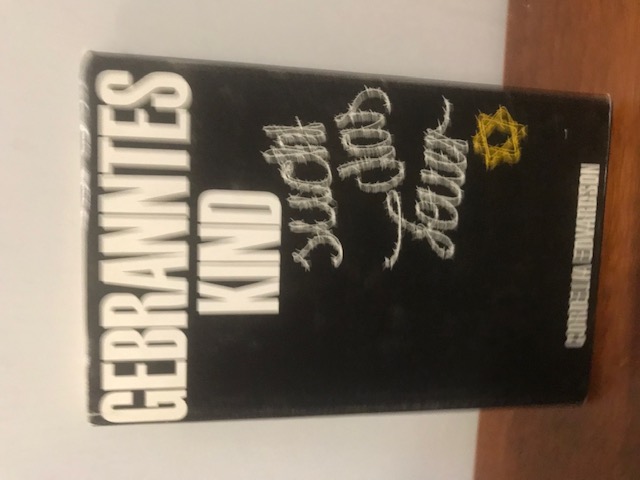 GEBRANNTES
KIND
sucht
das
Feuer
CORDELIA EDVARDSON